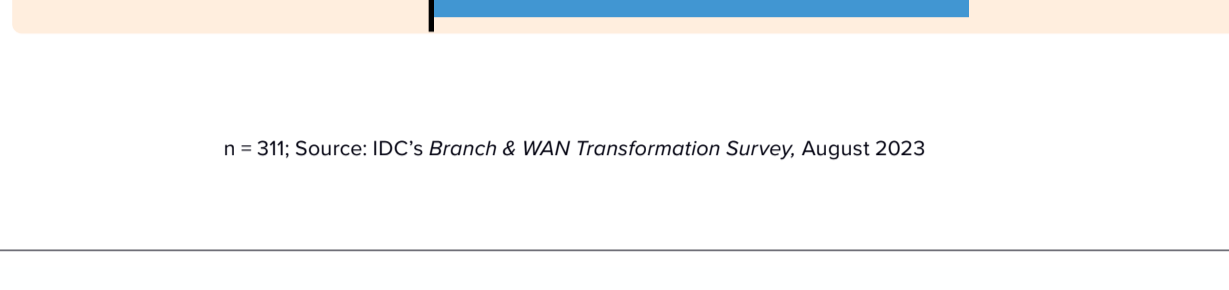 n = 311; Source: IDC’s Branch & WAN Transformation Survey, August 2023